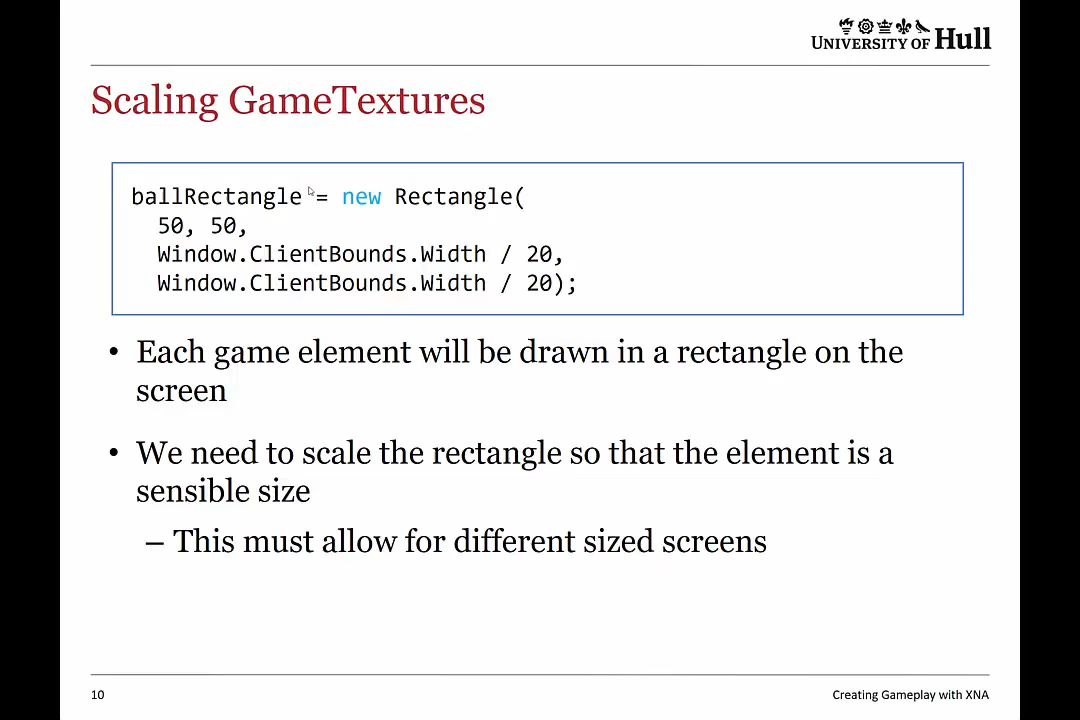 UNIVERSITY OF Hull
Scaling GameTextures
ballRectangle = new Rectangle(
50, 50,
Window.ClientBounds.Width / 20,
Window.ClientBounds.Width / 20);
• Each game element will be drawn in a rectangle on the
screen
• We need to scale the rectangle so that the element is a
sensible size
– This must allow for different sized screens
10
Creating Gameplay with XNA